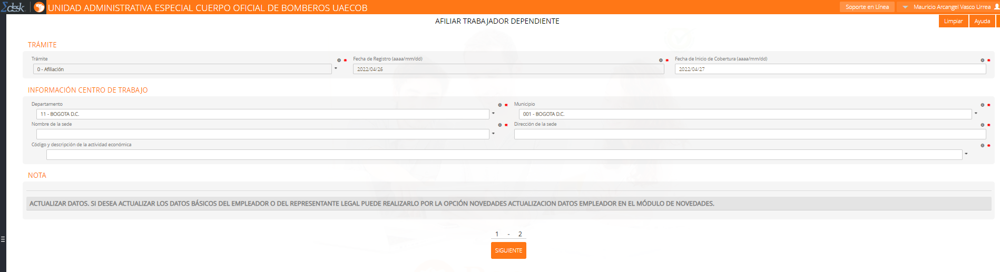 Σdesk UNIDAD ADMINISTRATIVA ESPECIAL CUERPO OFICIAL DE BOMBEROS UAECOB Soporte en Línea Mauricio Arcangel Vasco Urrea
AFILIAR TRABAJADOR DEPENDIENTE Limpiar Ayuda
TRÁMITE
Trámite * Fecha de Registro (aaaa/mm/dd) * Fecha de Inicio de Cobertura (aaaa/mm/dd) *
0 - Afiliación 2022/04/26 2022/04/27
INFORMACIÓN CENTRO DE TRABAJO
Departamento * Municipio *
11 - BOGOTA D.C. 001 - BOGOTA D.C.
Nombre de la sede * Dirección de la sede *
Código y descripción de la actividad económica *
NOTA
ACTUALIZAR DATOS. SI DESEA ACTUALIZAR LOS DATOS BÁSICOS DEL EMPLEADOR O DEL REPRESENTANTE LEGAL PUEDE REALIZARLO POR LA OPCIÓN NOVEDADES ACTUALIZACION DATOS EMPLEADOR EN EL MÓDULO DE NOVEDADES.
1 - 2
SIGUIENTE